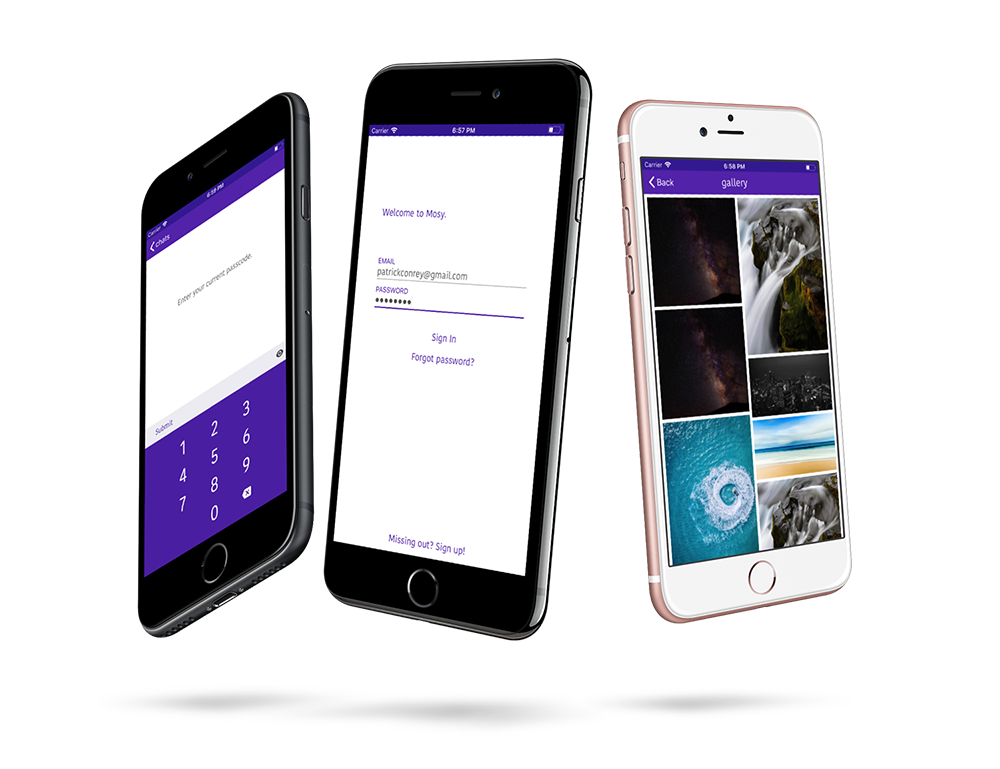 Carrier 6:58 PM
chats
Enter your current passcode.
Submit
1 2 3
4 5 6
7 8 9
0
Carrier 6:57 PM
Welcome to Mosy.
EMAIL
patrickconrey@gmail.com
PASSWORD
Sign In
Forgot password?
Missing out? Sign up!
Carrier 6:58 PM
Back gallery